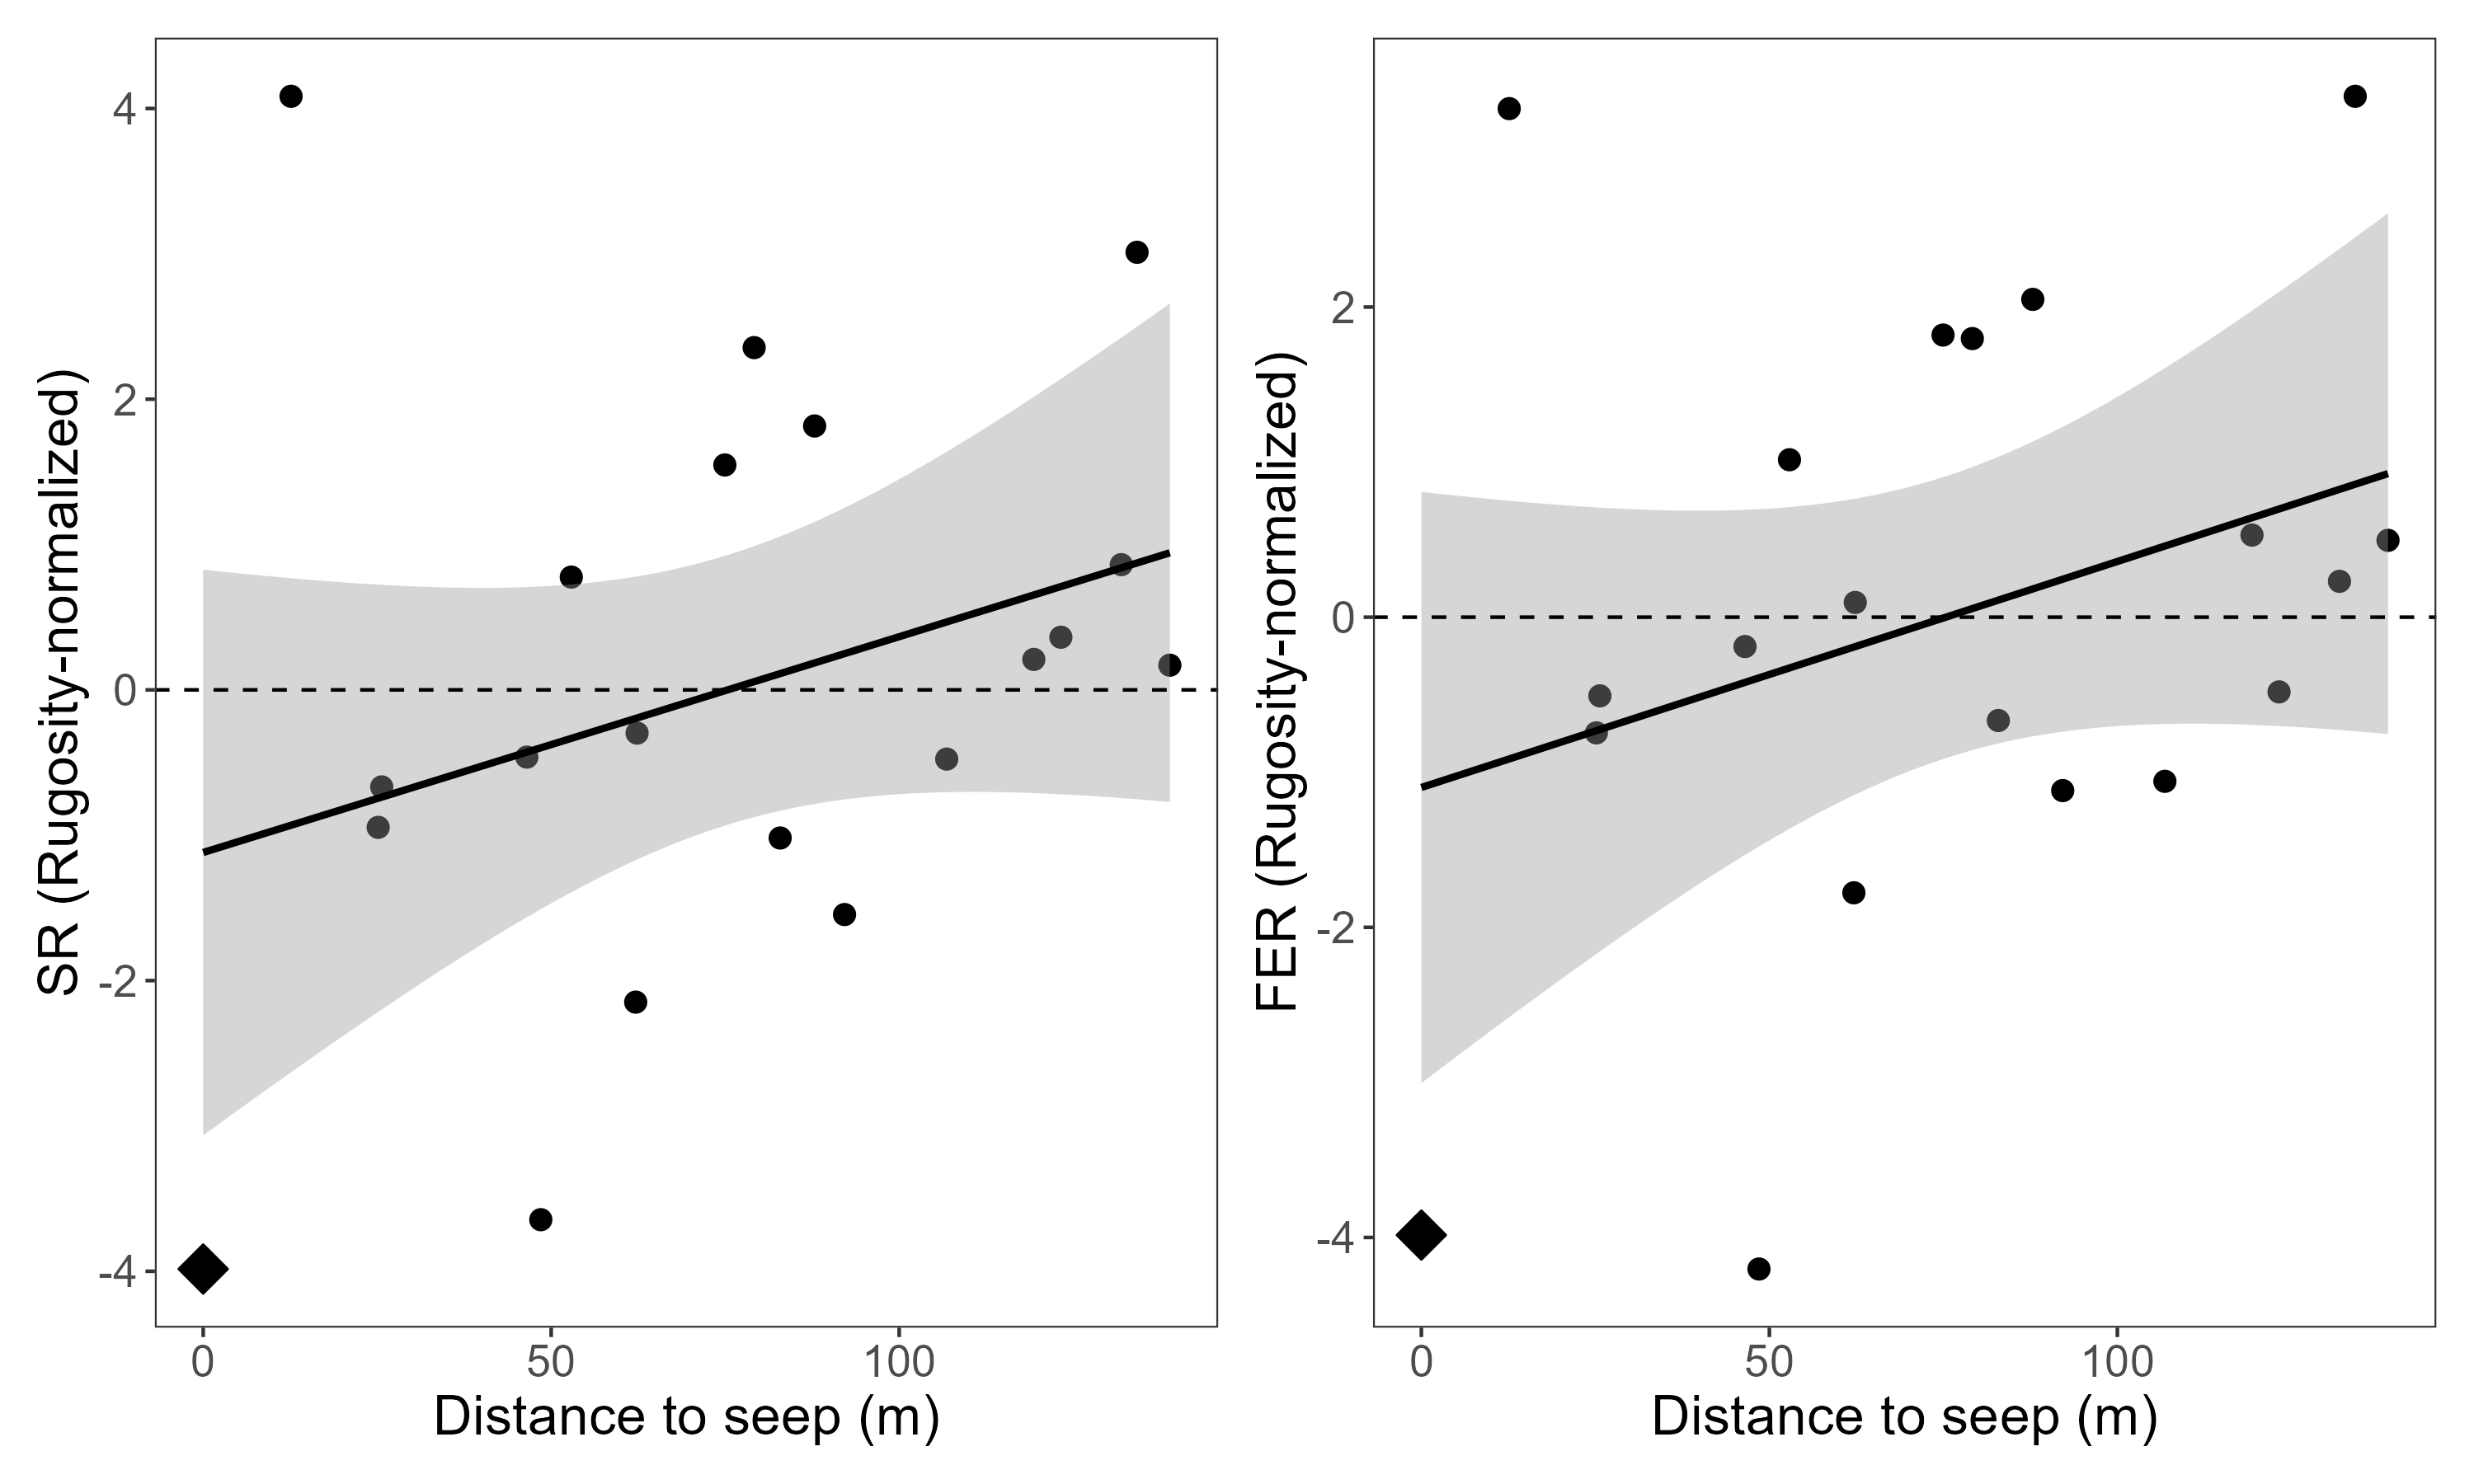 SR (Rugosity-normalized)
4
2
0
-2
-4
0 50 100
Distance to seep (m)
FER (Rugosity-normalized)
2
0
-2
-4
0 50 100
Distance to seep (m)